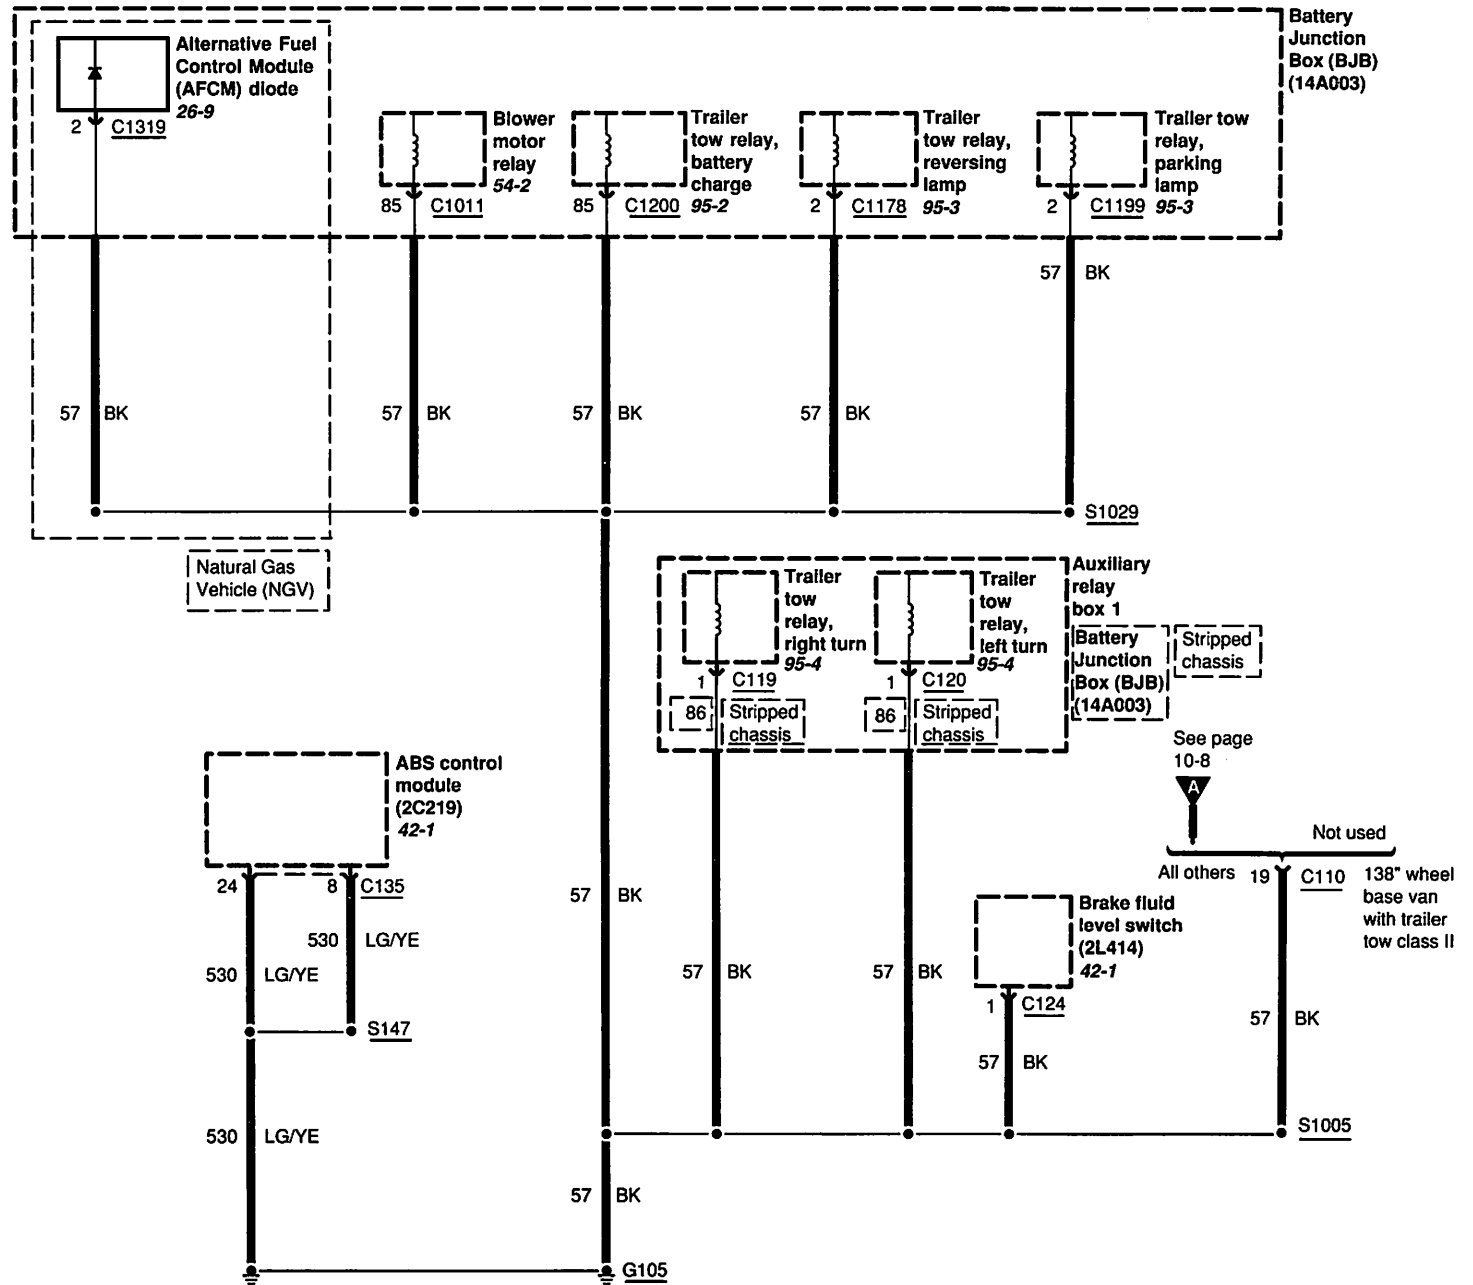 Battery
Junction
Box (BJB)
(14A003)
Alternative Fuel
Control Module
(AFCM) diode
26-9
2 C1319
Blower
motor
relay
54-2
85 C1011
Trailer
tow relay,
battery
charge
95-2
85 C1200
Trailer
tow relay,
reversing
lamp
95-3
2 C1178
Trailer tow
relay,
parking
lamp
95-3
2 C1199
57 BK
57 BK
57 BK
57 BK
57 BK
S1029
Natural Gas
Vehicle (NGV)
Auxiliary
relay
box 1
Battery
Junction
Box (BJB)
(14A003)
Stripped
chassis
Trailer
tow
relay,
right turn
95-4
1 C119
86
Stripped
chassis
Trailer
tow
relay,
left turn
95-4
1 C120
86
Stripped
chassis
See page
10-8
A
Not used
All others
19 C110
138" wheel
base van
with trailer
tow class II
ABS control
module
(2C219)
42-1
24
8 C135
530 LG/YE
530 LG/YE
S147
57 BK
Brake fluid
level switch
(2L414)
42-1
1 C124
57 BK
57 BK
57 BK
57 BK
530 LG/YE
S1005
57 BK
G105